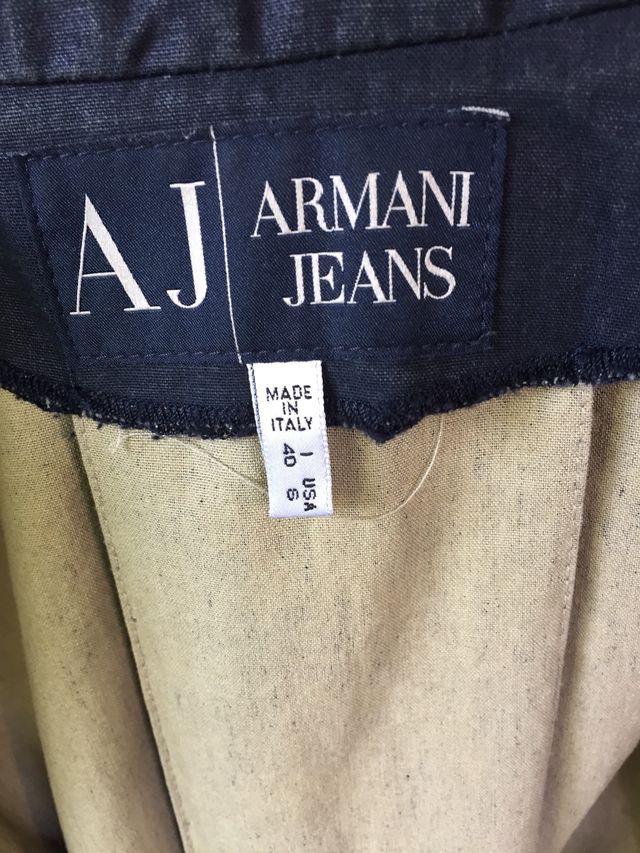 AJ
ARMANI
JEANS
MADE
IN
ITALY
I USA
40 6